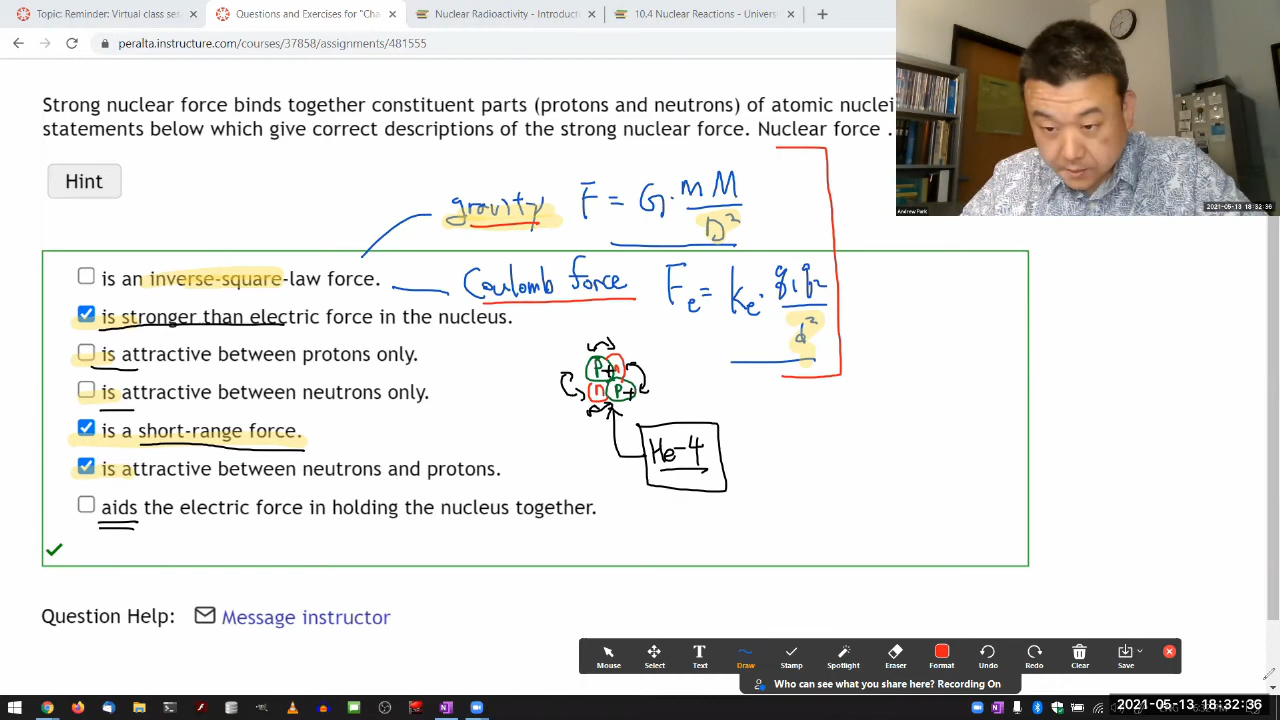 Topic: Reminder: Virtual class ses
Questions and Exercises for "Cha
Nuclear Radioactivity - Introduc
10.4 Nuclear Reactions - Univers
peralta.instructure.com/courses/37858/assignments/481555
Strong nuclear force binds together constituent parts (protons and neutrons) of atomic nuclei
statements below which give correct descriptions of the strong nuclear force. Nuclear force .
Hint
gravity F = G · m M / D²
is an inverse-square-law force.
Coulomb force Fe = ke · q1 q2 / d²
is stronger than electric force in the nucleus.
is attractive between protons only.
P+ n
n P+
is attractive between neutrons only.
is a short-range force.
He-4
is attractive between neutrons and protons.
aids the electric force in holding the nucleus together.
Question Help: Message instructor
Mouse Select Text Draw Stamp Spotlight Eraser Format Undo Redo Clear Save
Who can see what you share here? Recording On
Andrew Park
2021-05-13 18:32:36
2021-05-13 18:32:36